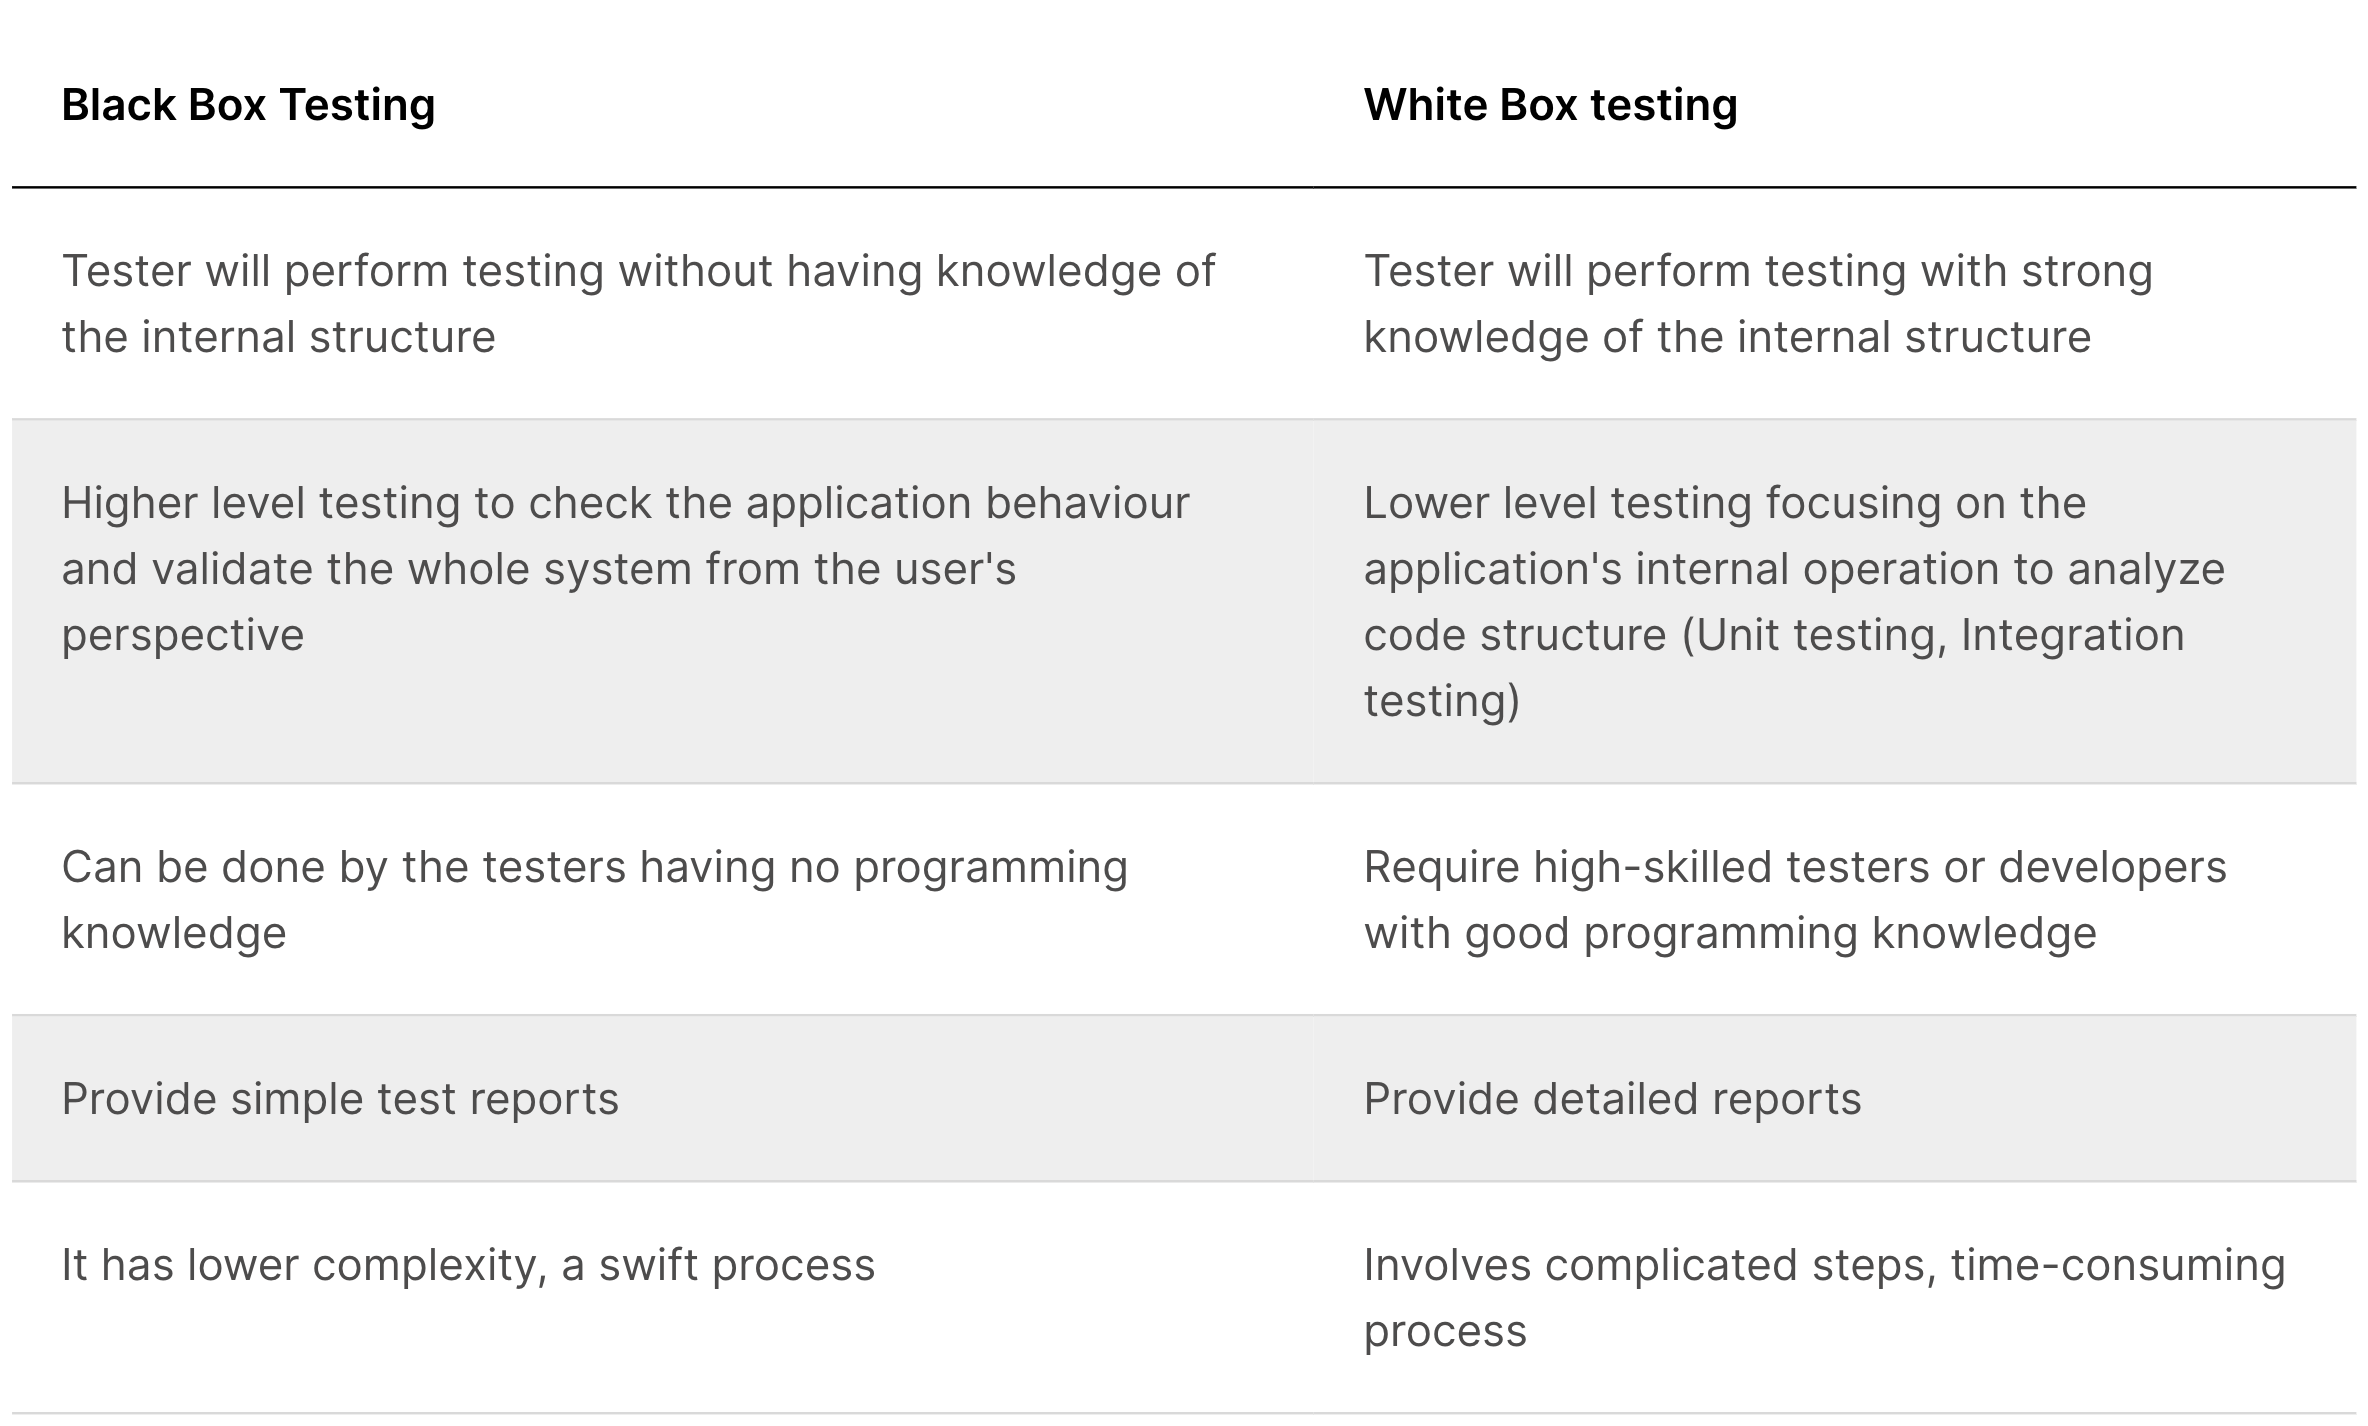 Black Box Testing
White Box testing
Tester will perform testing without having knowledge of
the internal structure
Tester will perform testing with strong
knowledge of the internal structure
Higher level testing to check the application behaviour
and validate the whole system from the user's
perspective
Lower level testing focusing on the
application's internal operation to analyze
code structure (Unit testing, Integration
testing)
Can be done by the testers having no programming
knowledge
Require high-skilled testers or developers
with good programming knowledge
Provide simple test reports
Provide detailed reports
It has lower complexity, a swift process
Involves complicated steps, time-consuming
process